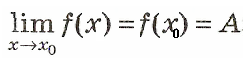 lim f(x) = f(x₀) = A
x→x₀